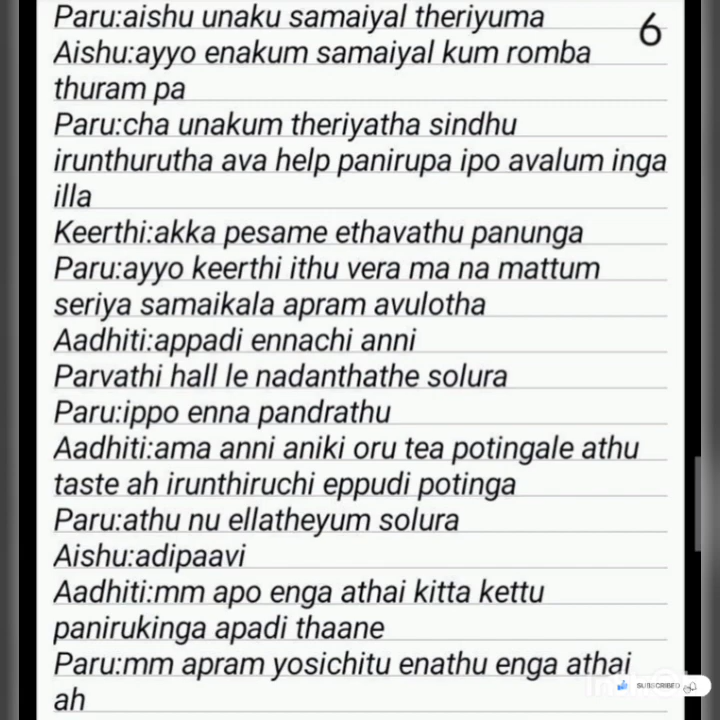 Paru:aishu unaku samaiyal theriyuma
6
Aishu:ayyo enakum samaiyal kum romba
thuram pa
Paru:cha unakum theriyatha sindhu
irunthurutha ava help panirupa ipo avalum inga
illa
Keerthi:akka pesame ethavathu panunga
Paru:ayyo keerthi ithu vera ma na mattum
seriya samaikala apram avulotha
Aadhiti:appadi ennachi anni
Parvathi hall le nadanthathe solura
Paru:ippo enna pandrathu
Aadhiti:ama anni aniki oru tea potingale athu
taste ah irunthiruchi eppudi potinga
Paru:athu nu ellatheyum solura
Aishu:adipaavi
Aadhiti:mm apo enga athai kitta kettu
panirukinga apadi thaane
Paru:mm apram yosichitu enathu enga athai
ah
SUBSCRIBED